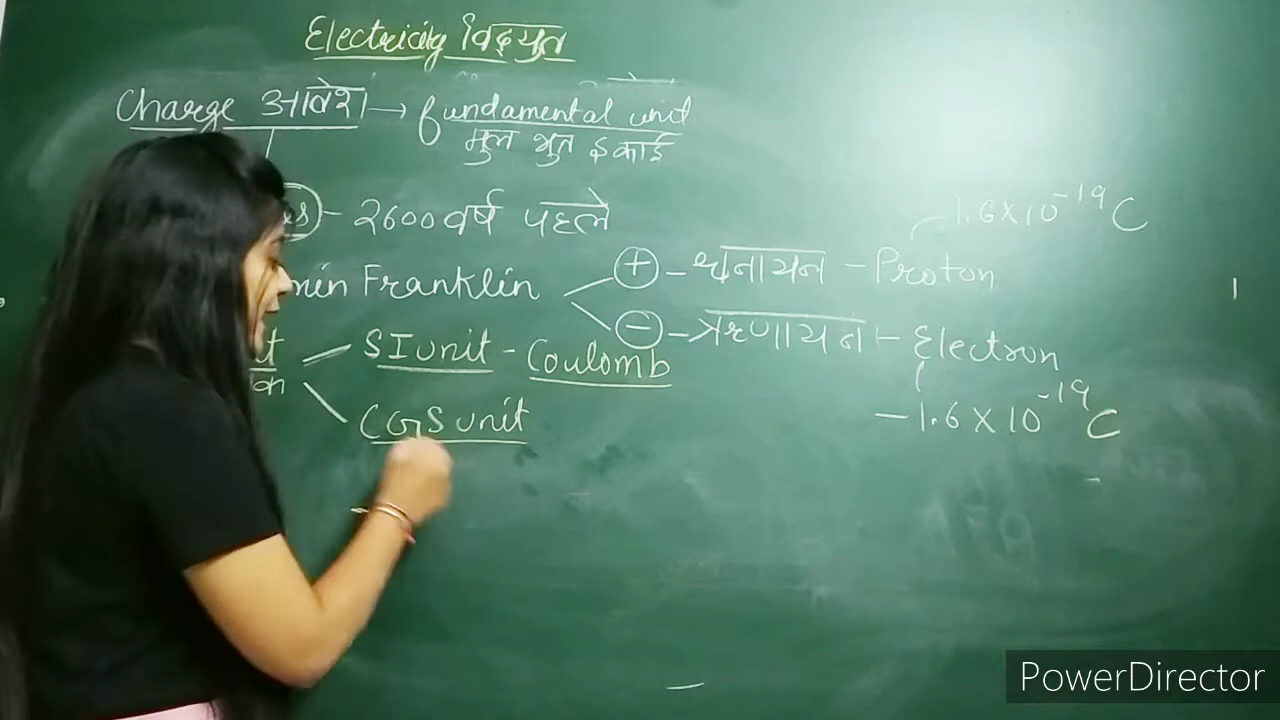 Electricity विद्युत
Charge आवेश → fundamental unit
मुल भुत इकाई
- 2600 वर्ष पहले
1.6 X 10⁻¹⁹ C
Franklin
+ - धनायन - Proton
- - ऋणायन - Electron
SI unit - Coulomb
-1.6 X 10⁻¹⁹ C
CGS unit
PowerDirector